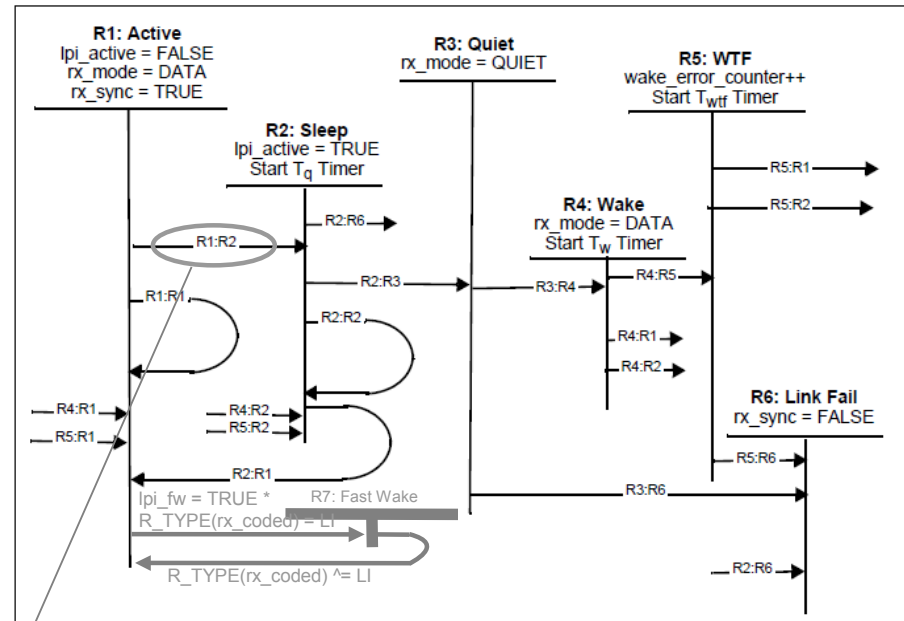 R1: Active
lpi_active = FALSE
rx_mode = DATA
rx_sync = TRUE
R3: Quiet
rx_mode = QUIET
R5: WTF
wake_error_counter++
Start Twtf Timer
R2: Sleep
lpi_active = TRUE
Start Tq Timer
R4: Wake
rx_mode = DATA
Start Tw Timer
R5:R1
R5:R2
R2:R6
R1:R2
R4:R5
R2:R3
R3:R4
R1:R1
R2:R2
R4:R1
R4:R2
R6: Link Fail
rx_sync = FALSE
R4:R1
R4:R2
R5:R1
R5:R2
R5:R6
R2:R1
R3:R6
lpi_fw = TRUE *
R7: Fast Wake
R_TYPE(rx_coded) = LI
R_TYPE(rx_coded) ^= LI
R2:R6